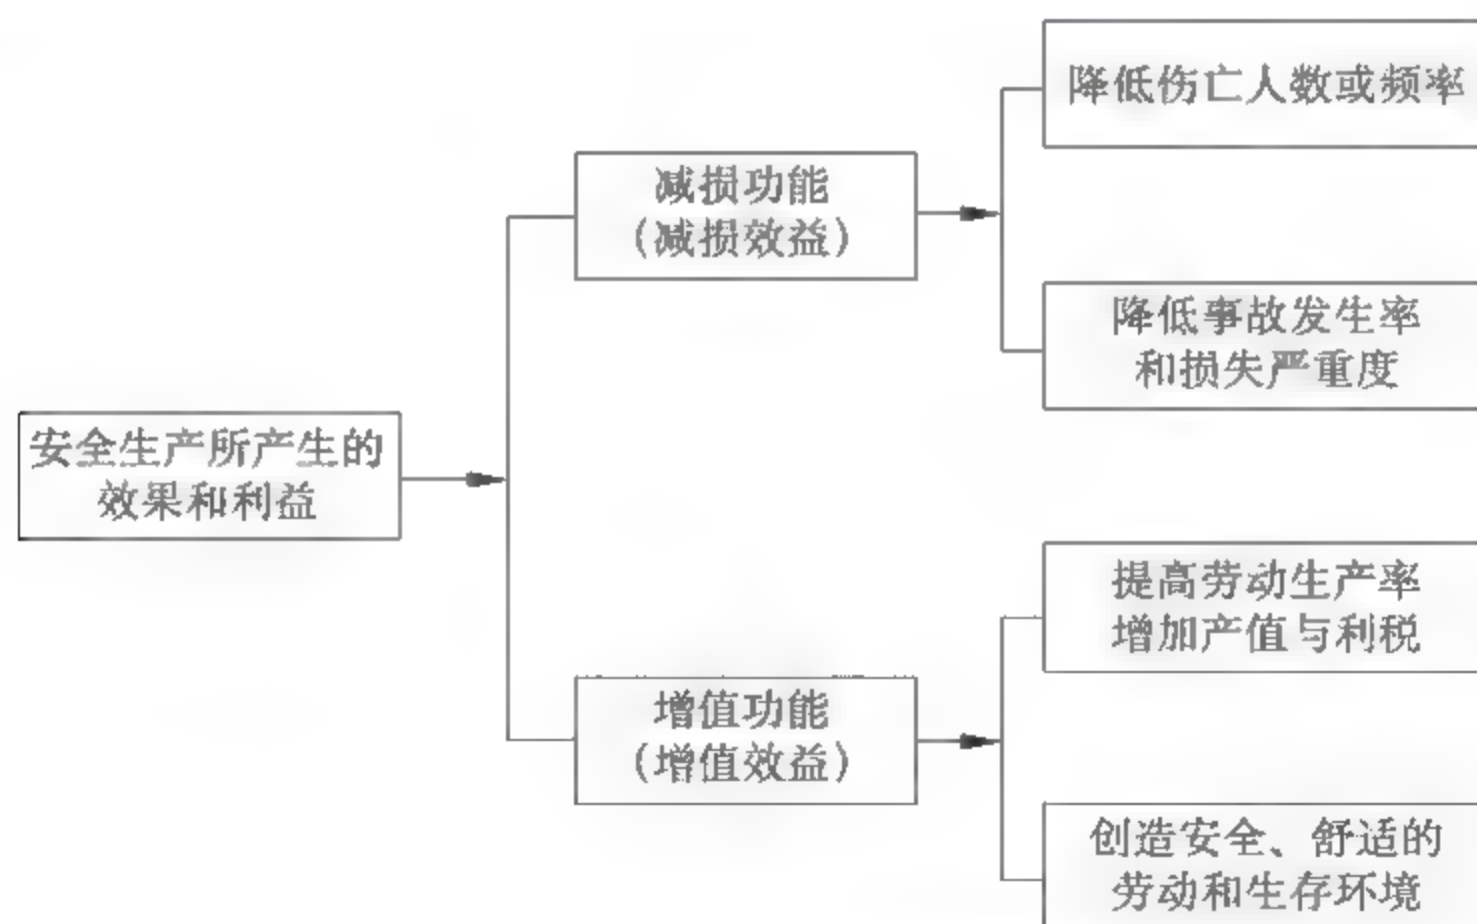 降低伤亡人数或频率
减损功能
(减损效益)
降低事故发生率
和损失严重度
安全生产所产生的
效果和利益
提高劳动生产率
增加产值与利税
增值功能
(增值效益)
创造安全、舒适的
劳动和生存环境